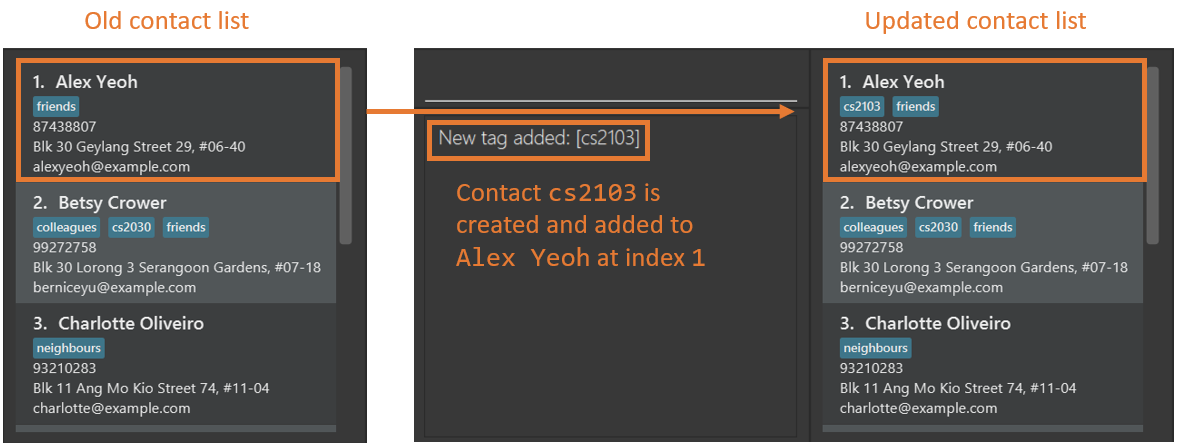 Old contact list
Updated contact list
1. Alex Yeoh
friends
87438807
Blk 30 Geylang Street 29, #06-40
alexyeoh@example.com
2. Betsy Crower
colleagues cs2030 friends
99272758
Blk 30 Lorong 3 Serangoon Gardens, #07-18
berniceyu@example.com
3. Charlotte Oliveiro
neighbours
93210283
Blk 11 Ang Mo Kio Street 74, #11-04
charlotte@example.com
New tag added: [cs2103]
Contact cs2103 is
created and added to
Alex Yeoh at index 1
1. Alex Yeoh
cs2103 friends
87438807
Blk 30 Geylang Street 29, #06-40
alexyeoh@example.com
2. Betsy Crower
colleagues cs2030 friends
99272758
Blk 30 Lorong 3 Serangoon Gardens, #07-18
berniceyu@example.com
3. Charlotte Oliveiro
neighbours
93210283
Blk 11 Ang Mo Kio Street 74, #11-04
charlotte@example.com